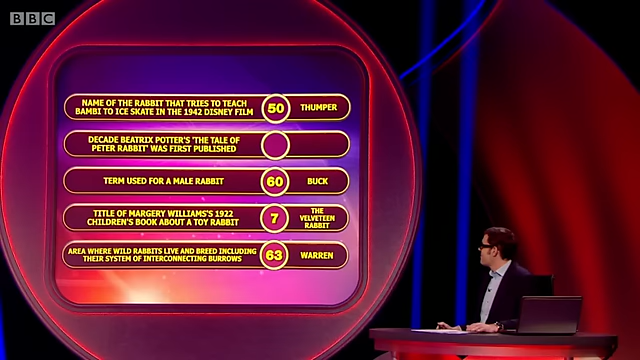 BBC
NAME OF THE RABBIT THAT TRIES TO TEACH
BAMBI TO ICE SKATE IN THE 1942 DISNEY FILM
50
THUMPER
DECADE BEATRIX POTTER'S 'THE TALE OF
PETER RABBIT' WAS FIRST PUBLISHED
TERM USED FOR A MALE RABBIT
60
BUCK
TITLE OF MARGERY WILLIAMS'S 1922
CHILDREN'S BOOK ABOUT A TOY RABBIT
7
THE
VELVETEEN
RABBIT
AREA WHERE WILD RABBITS LIVE AND BREED INCLUDING
THEIR SYSTEM OF INTERCONNECTING BURROWS
63
WARREN